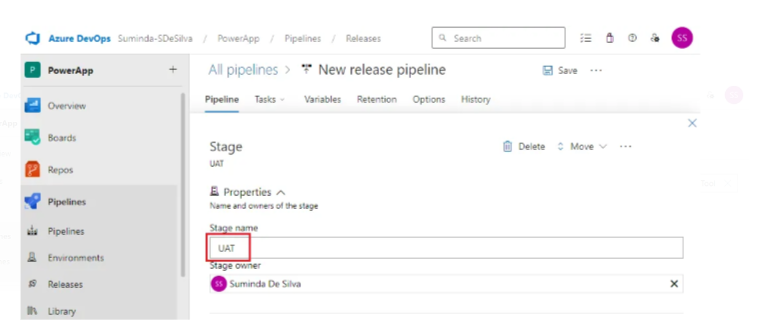 Azure DevOps Suminda-SDeSilva / PowerApp / Pipelines / Releases Search SS
P PowerApp +
All pipelines > New release pipeline Save ...
Pipeline Tasks Variables Retention Options History
Overview
Boards
Repos
Pipelines
Pipelines
Environments
Releases
Library
Stage
Delete Move ...
UAT
Properties
Name and owners of the stage
Stage name
UAT
Stage owner
SS Suminda De Silva